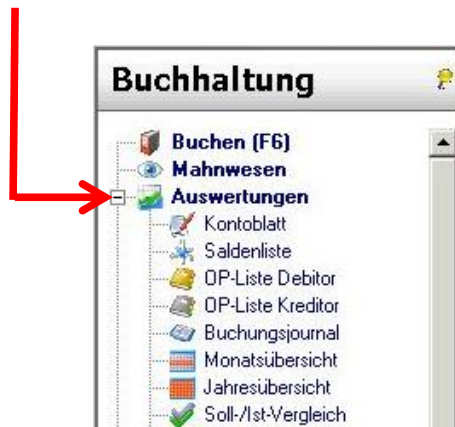 Buchhaltung
Buchen (F6)
Mahnwesen
Auswertungen
Kontoblatt
Saldenliste
OP-Liste Debitor
OP-Liste Kreditor
Buchungsjournal
Monatsübersicht
Jahresübersicht
Soll-/Ist-Vergleich